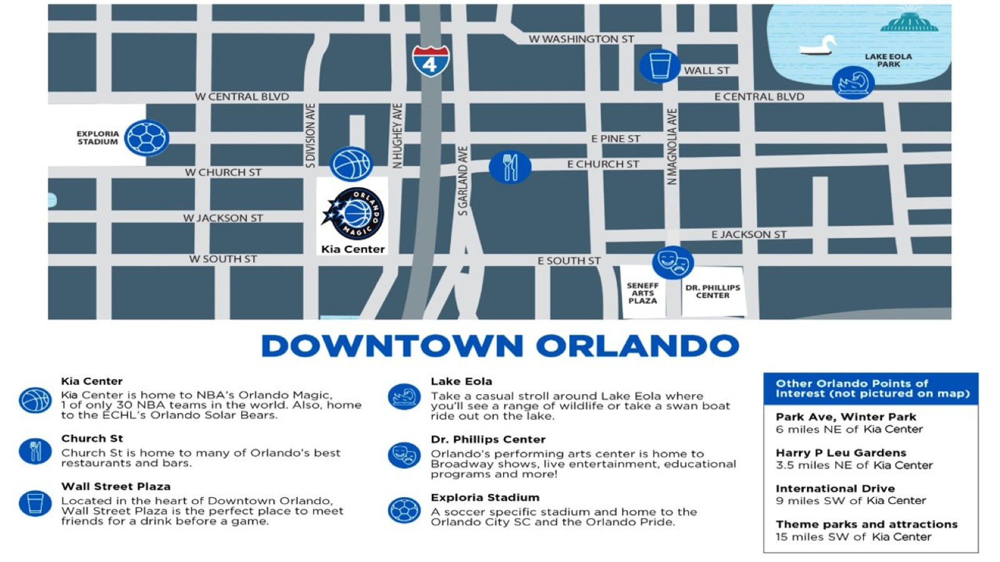 W WASHINGTON ST
4
LAKE EOLA
PARK
WALL ST
W CENTRAL BLVD
E CENTRAL BLVD
S DIVISION AVE
N HUGHEY AVE
N MAGNOLIA AVE
EXPLORIA
STADIUM
E PINE ST
S GARLAND AVE
W CHURCH ST
E CHURCH ST
ORLANDO
MAGIC
Kia Center
W JACKSON ST
E JACKSON ST
W SOUTH ST
E SOUTH ST
SENEFF
ARTS
PLAZA
DR. PHILLIPS
CENTER
DOWNTOWN ORLANDO
Kia Center
Kia Center is home to NBA's Orlando Magic,
1 of only 30 NBA teams in the world. Also, home
to the ECHL's Orlando Solar Bears.
Church St
Church St is home to many of Orlando's best
restaurants and bars.
Wall Street Plaza
Located in the heart of Downtown Orlando,
Wall Street Plaza is the perfect place to meet
friends for a drink before a game.
Lake Eola
Take a casual stroll around Lake Eola where
you'll see a range of wildlife or take a swan boat
ride out on the lake.
Dr. Phillips Center
Orlando's performing arts center is home to
Broadway shows, live entertainment, educational
programs and more!
Exploria Stadium
A soccer specific stadium and home to the
Orlando City SC and the Orlando Pride.
Other Orlando Points of
Interest (not pictured on map)
Park Ave, Winter Park
6 miles NE of Kia Center
Harry P Leu Gardens
3.5 miles NE of Kia Center
International Drive
9 miles SW of Kia Center
Theme parks and attractions
15 miles SW of Kia Center